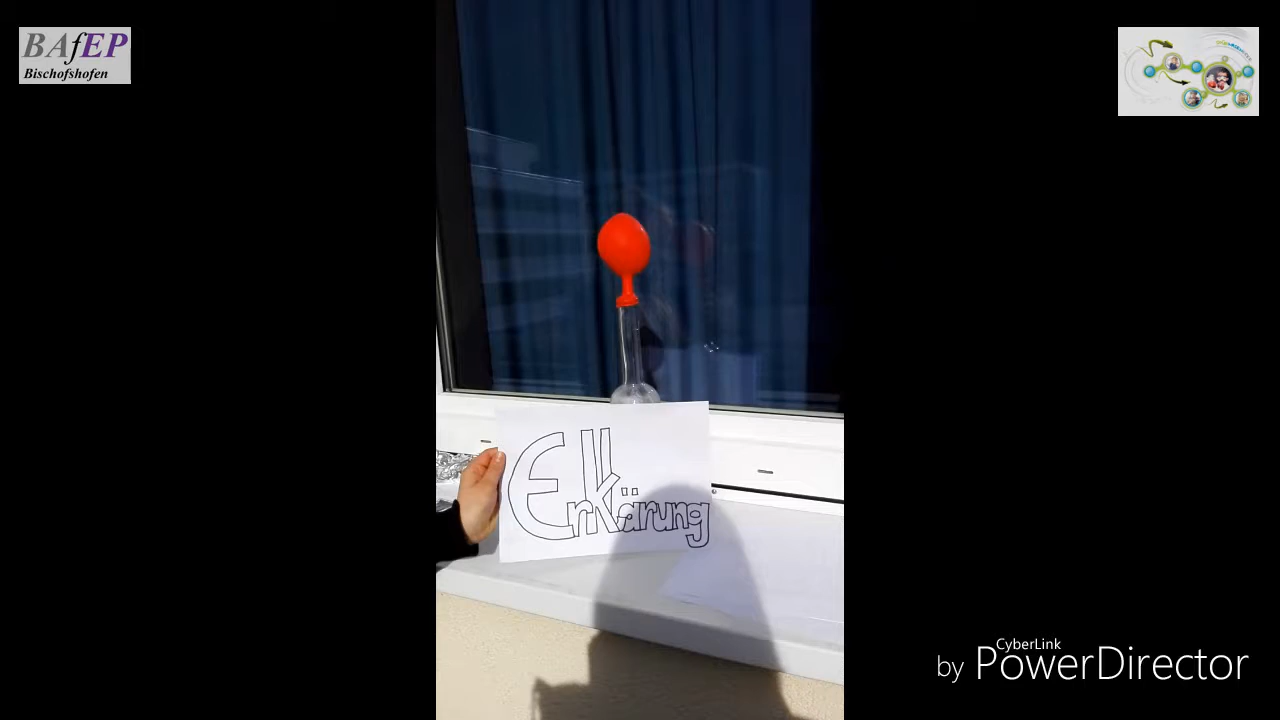 BAfEP
Bischofshofen
Erklärung
CyberLink
by PowerDirector